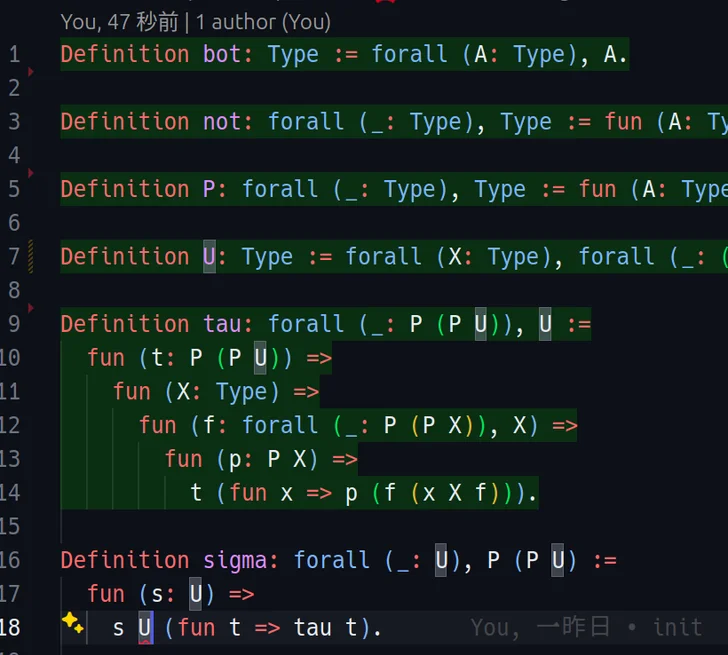 You, 47 秒前 | 1 author (You)
1 Definition bot: Type := forall (A: Type), A.
2
3 Definition not: forall (_: Type), Type := fun (A: Ty
4
5 Definition P: forall (_: Type), Type := fun (A: Type
6
7 Definition U: Type := forall (X: Type), forall (_: (
8
9 Definition tau: forall (_: P (P U)), U :=
10 fun (t: P (P U)) =>
11 fun (X: Type) =>
12 fun (f: forall (_: P (P X)), X) =>
13 fun (p: P X) =>
14 t (fun x => p (f (x X f))).
15
16 Definition sigma: forall (_: U), P (P U) :=
17 fun (s: U) =>
18 s U (fun t => tau t). You, 一昨日 • init